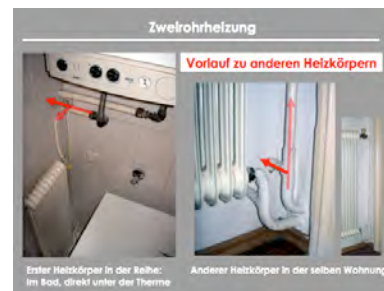 Zweirohrheizung
Vorlauf zu anderen Heizkörpern
Erster Heizkörper in der Reihe:
im Bad, direkt unter der Therme
Anderer Heizkörper in der selben Wohnung